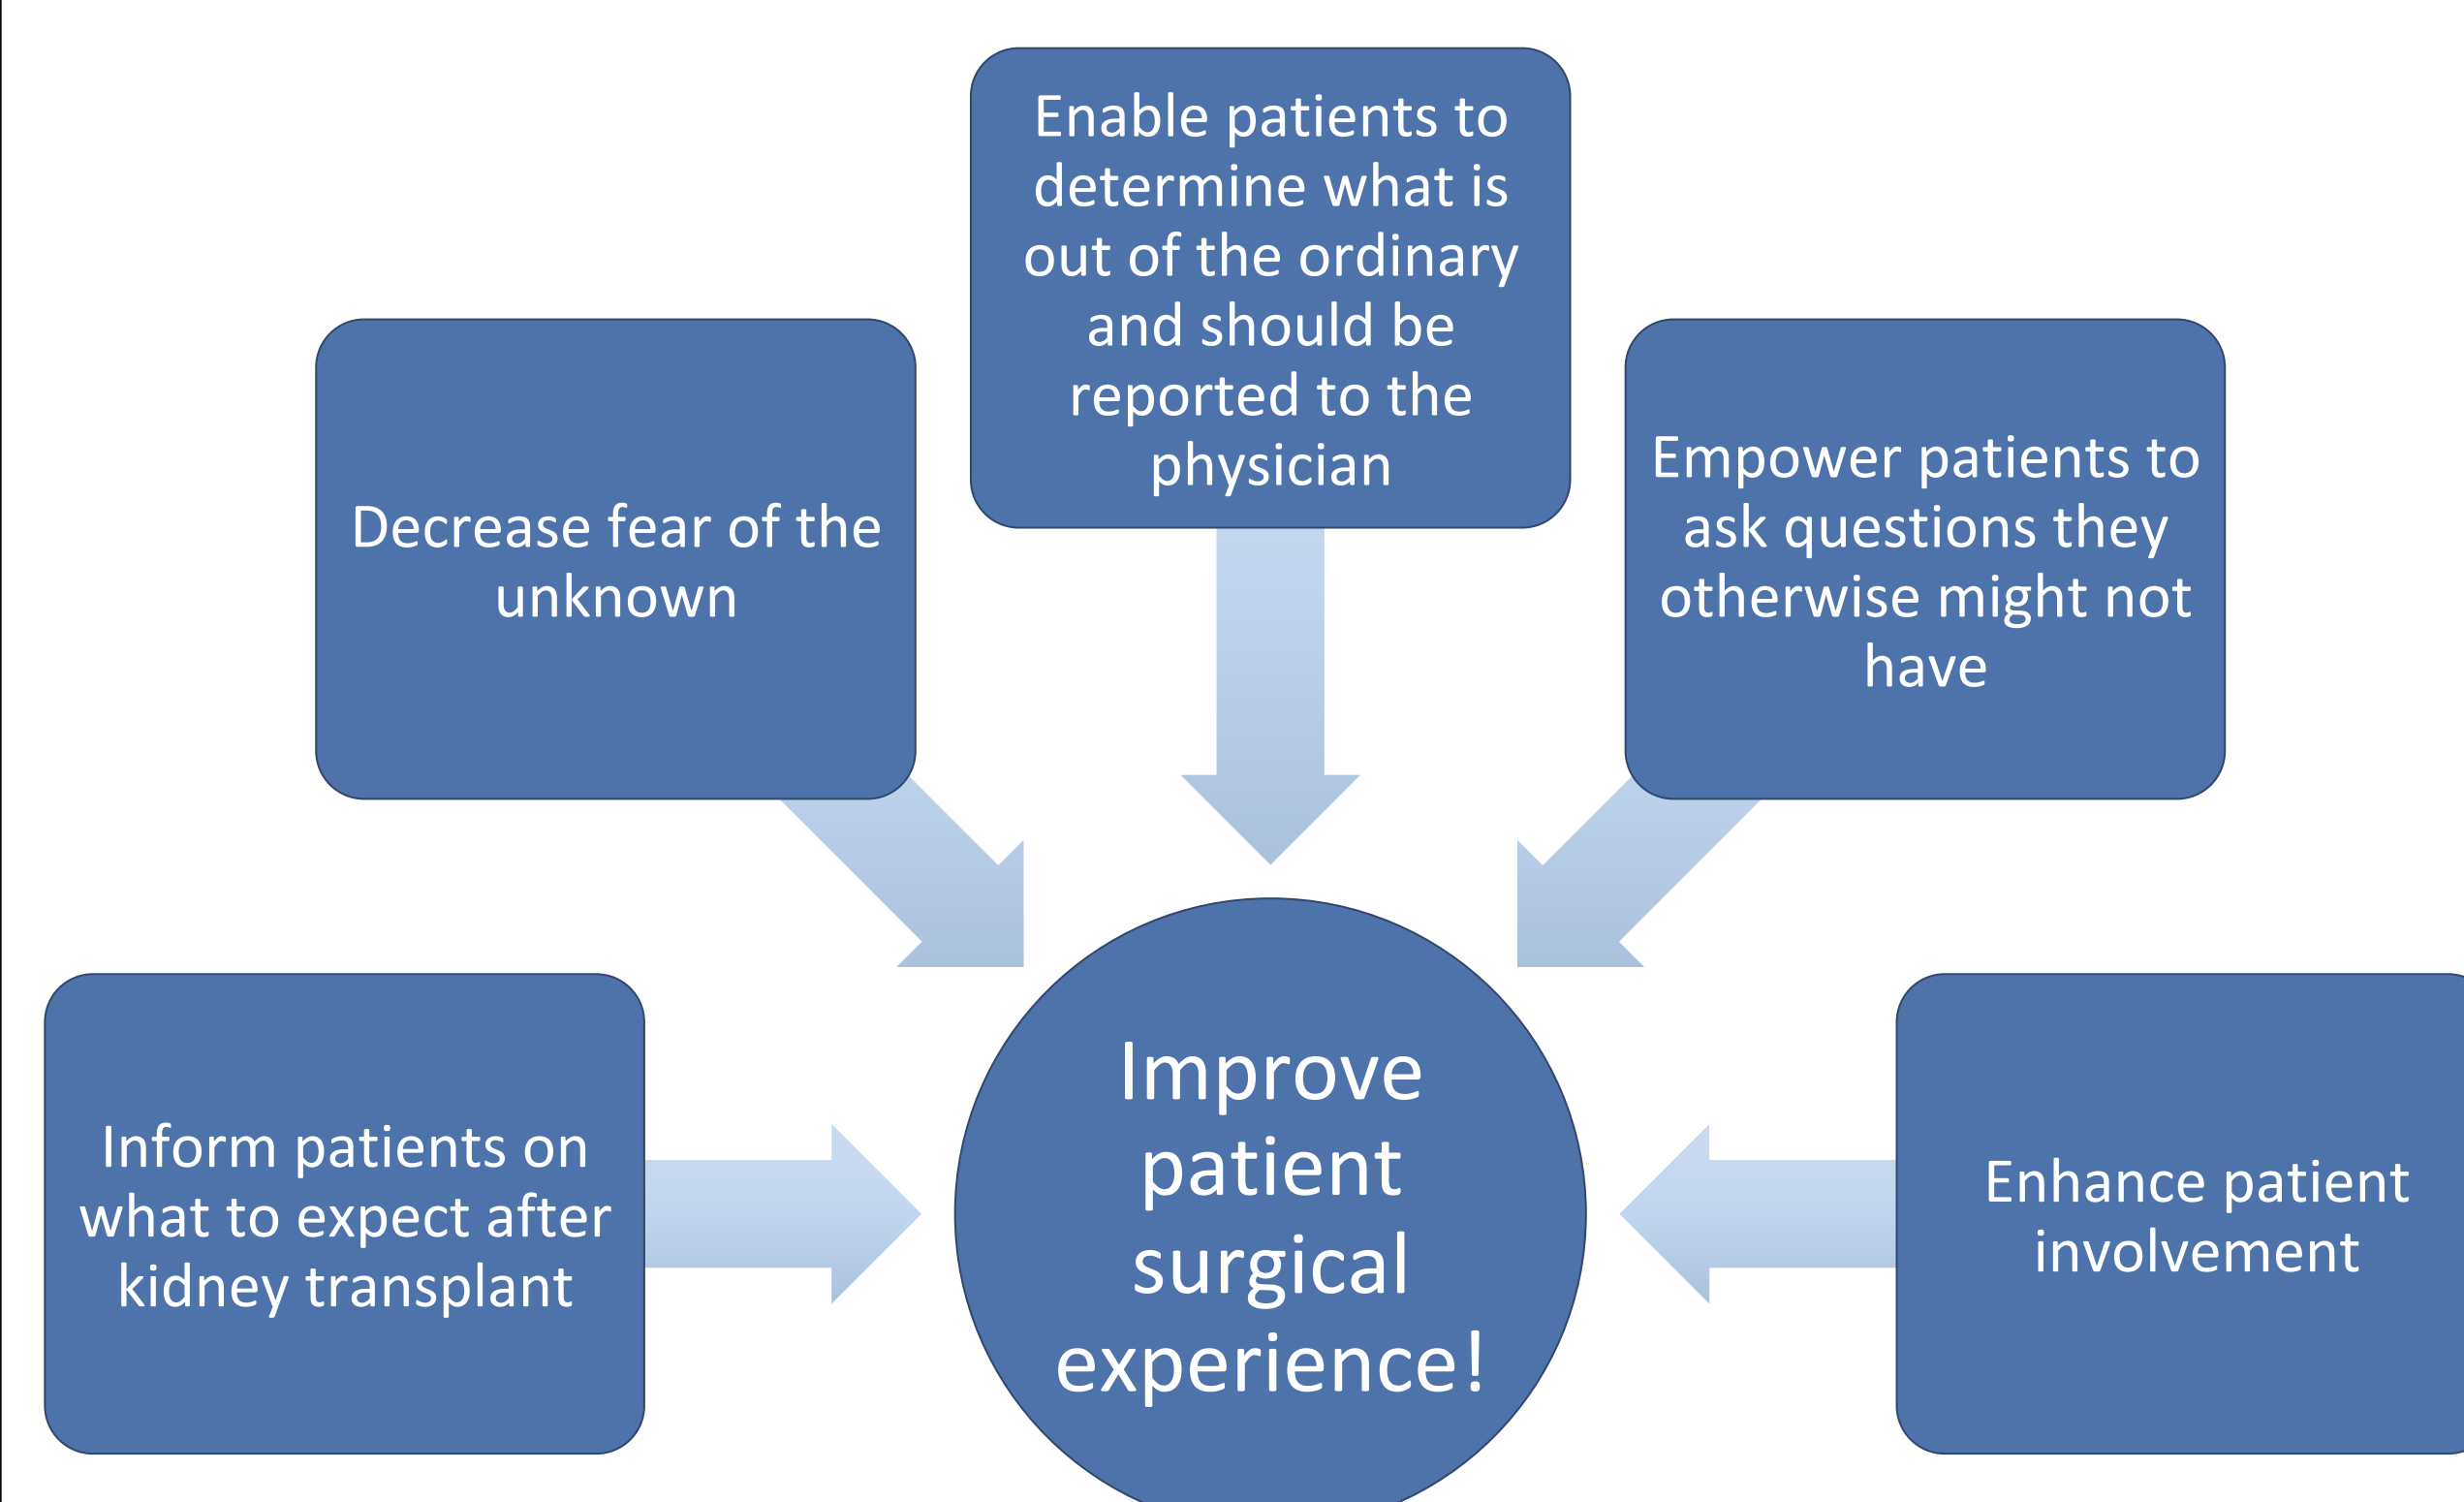 Enable patients to
determine what is
out of the ordinary
and should be
reported to the
physician
Decrease fear of the
unknown
Empower patients to
ask questions they
otherwise might not
have
Inform patients on
what to expect after
kidney transplant
Improve
patient
surgical
experience!
Enhance patient
involvement